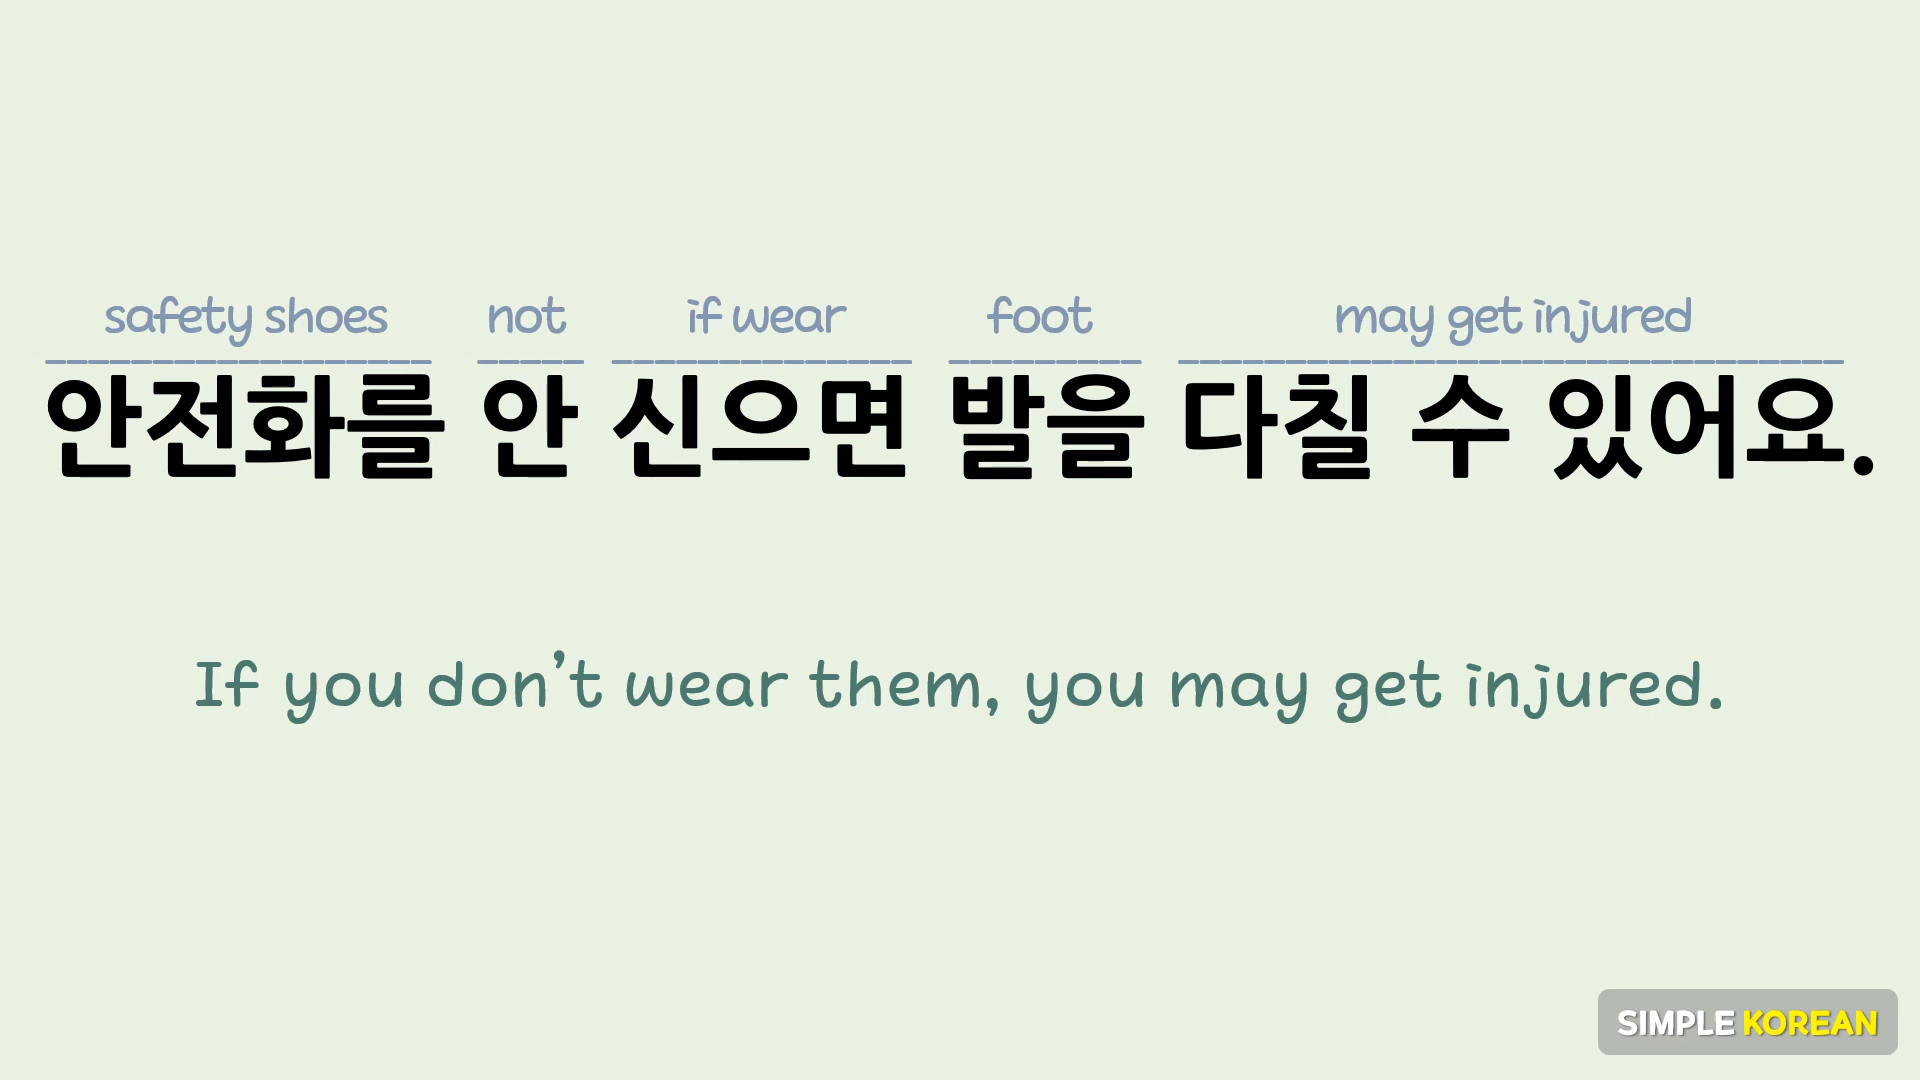 safety shoes not if wear foot may get injured
안전화를 안 신으면 발을 다칠 수 있어요.
If you don't wear them, you may get injured.
SIMPLE KOREAN